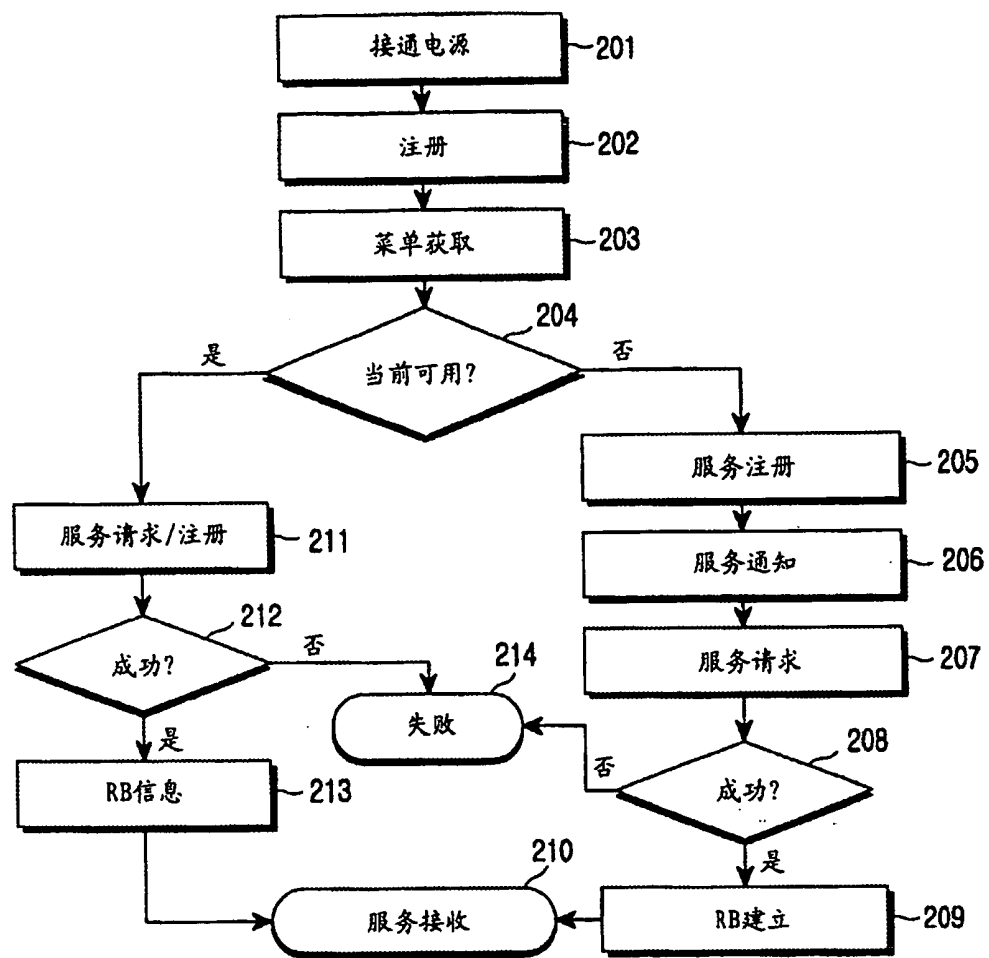 接通电源
201
注册
202
菜单获取
203
204
当前可用?
是
否
服务注册
205
服务请求/注册
211
服务通知
206
212
成功?
否
服务请求
207
214
失败
是
208
成功?
否
RB信息
213
是
210
服务接收
RB建立
209